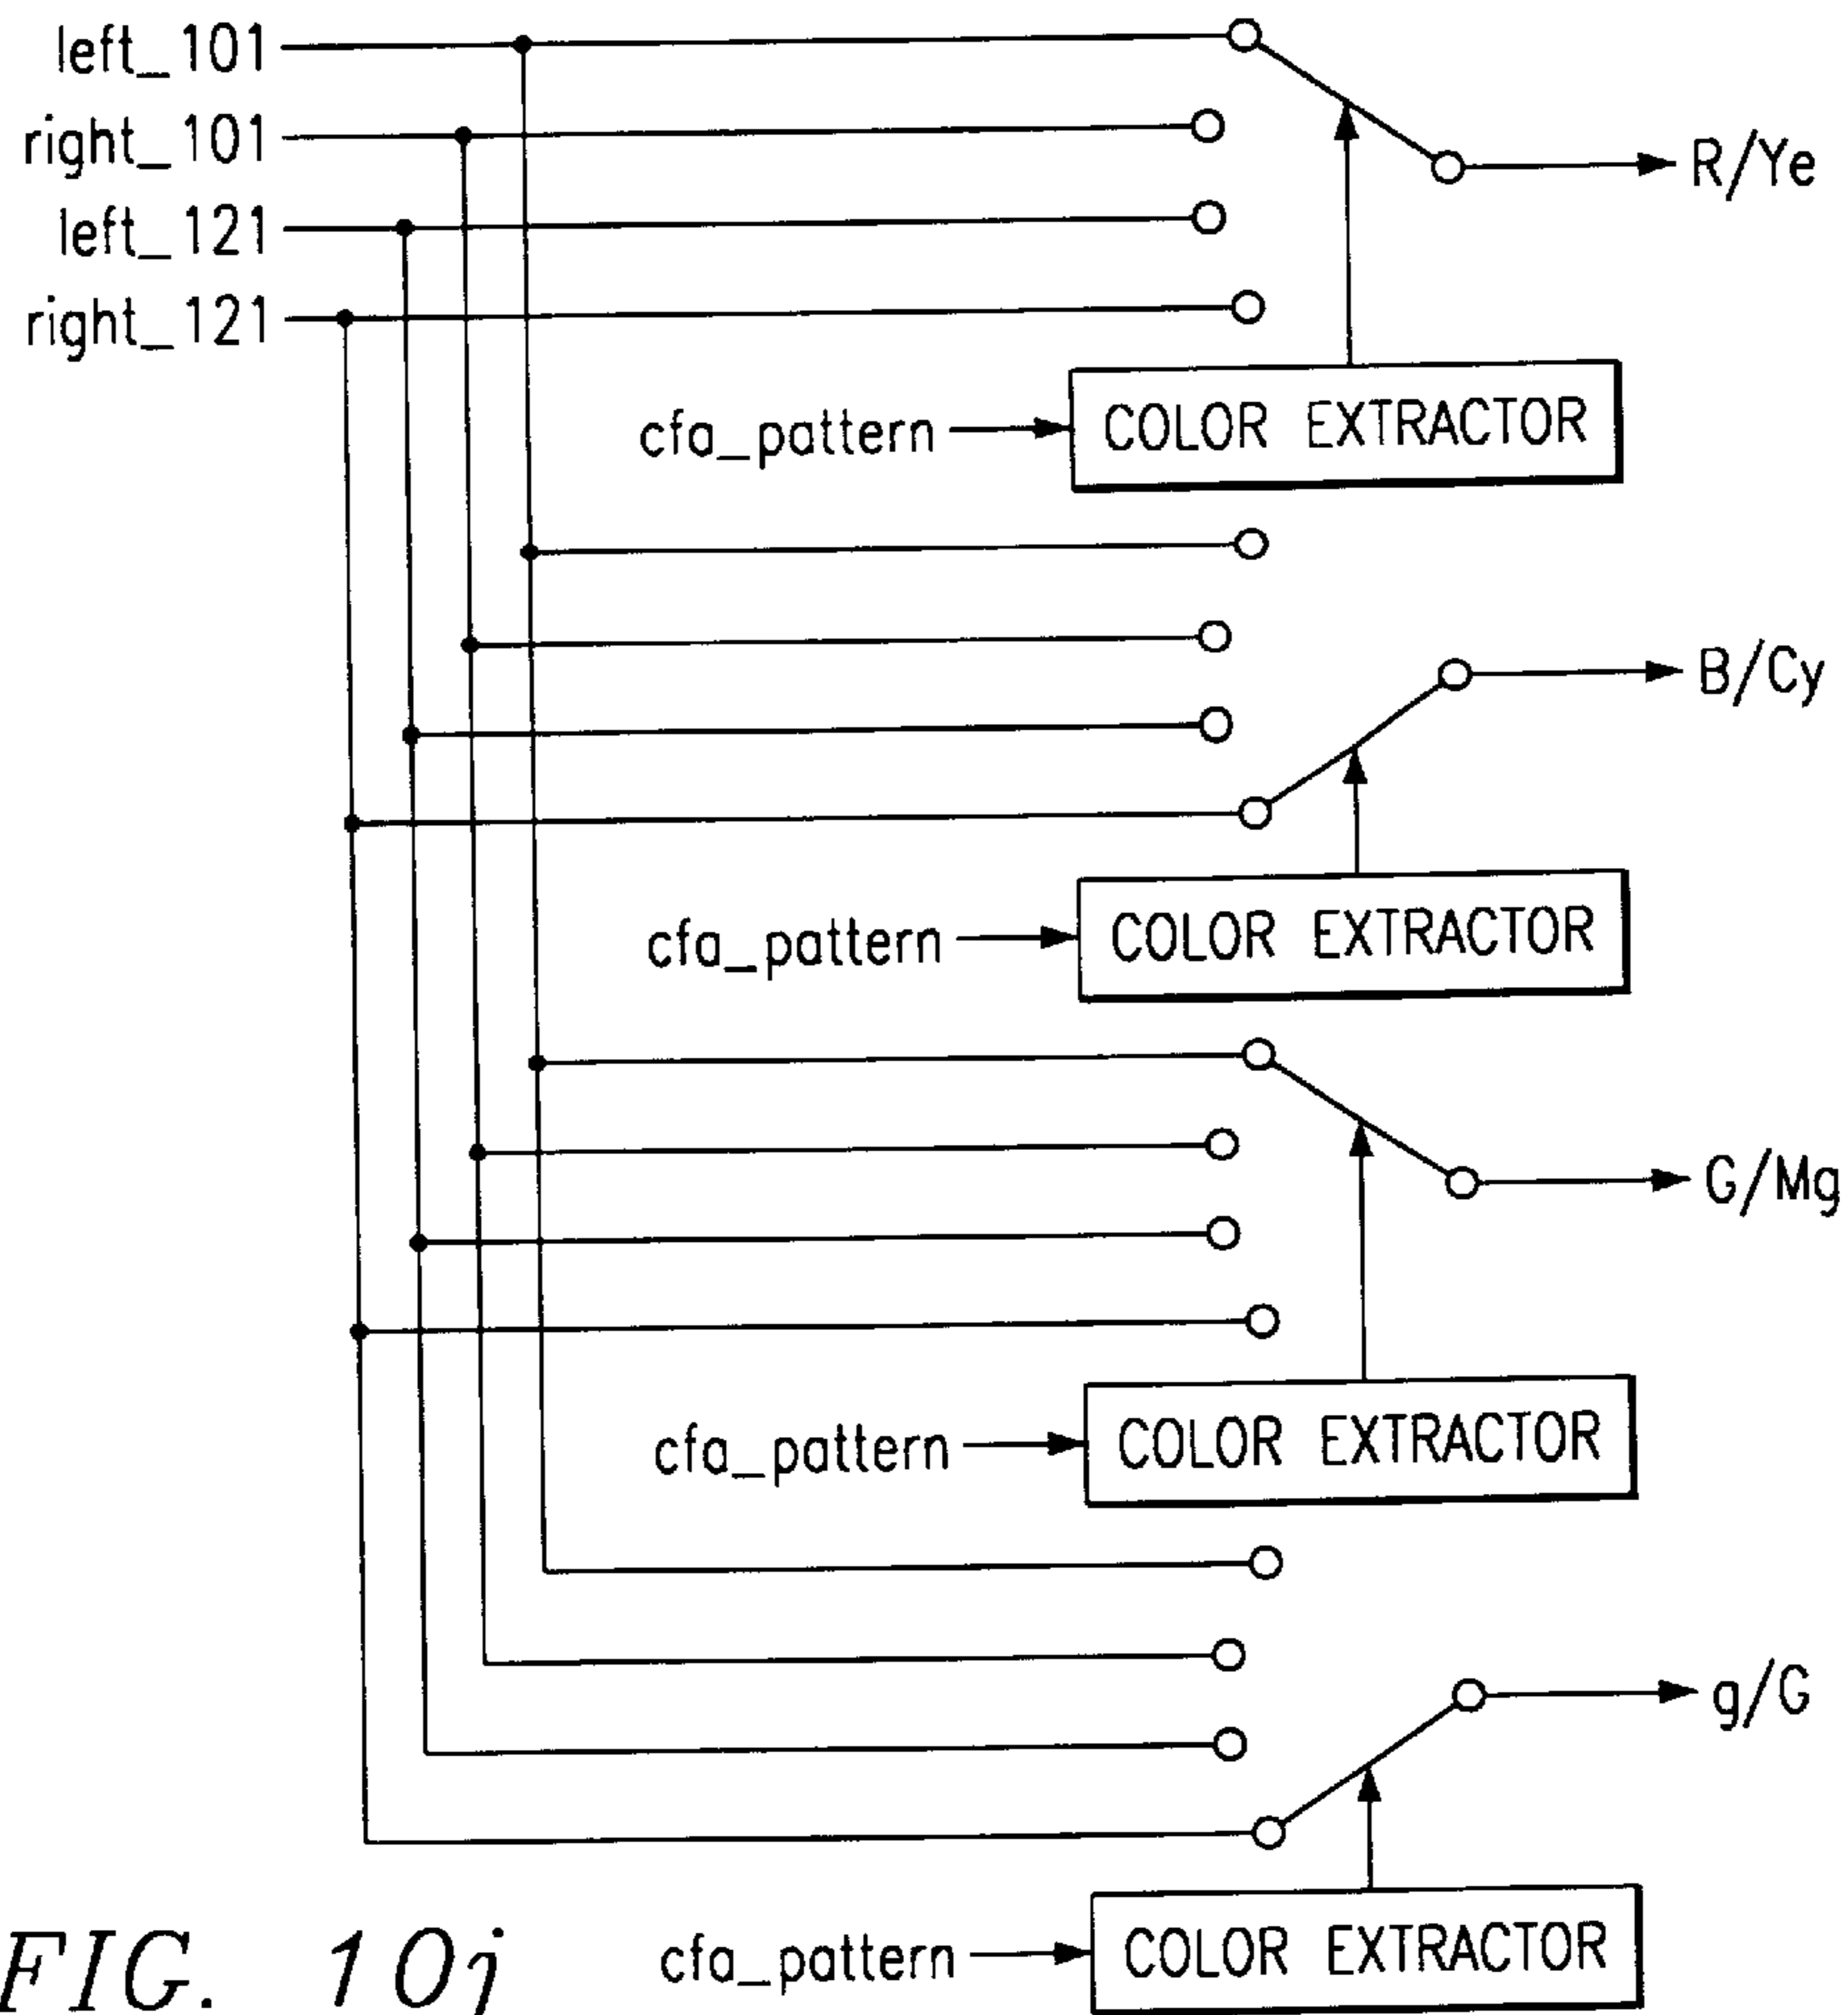 left_101
right_101
left_121
right_121
R/Ye
cfa_pattern
COLOR EXTRACTOR
B/Cy
cfa_pattern
COLOR EXTRACTOR
G/Mg
cfa_pattern
COLOR EXTRACTOR
g/G
cfa_pattern
COLOR EXTRACTOR
FIG. 10j